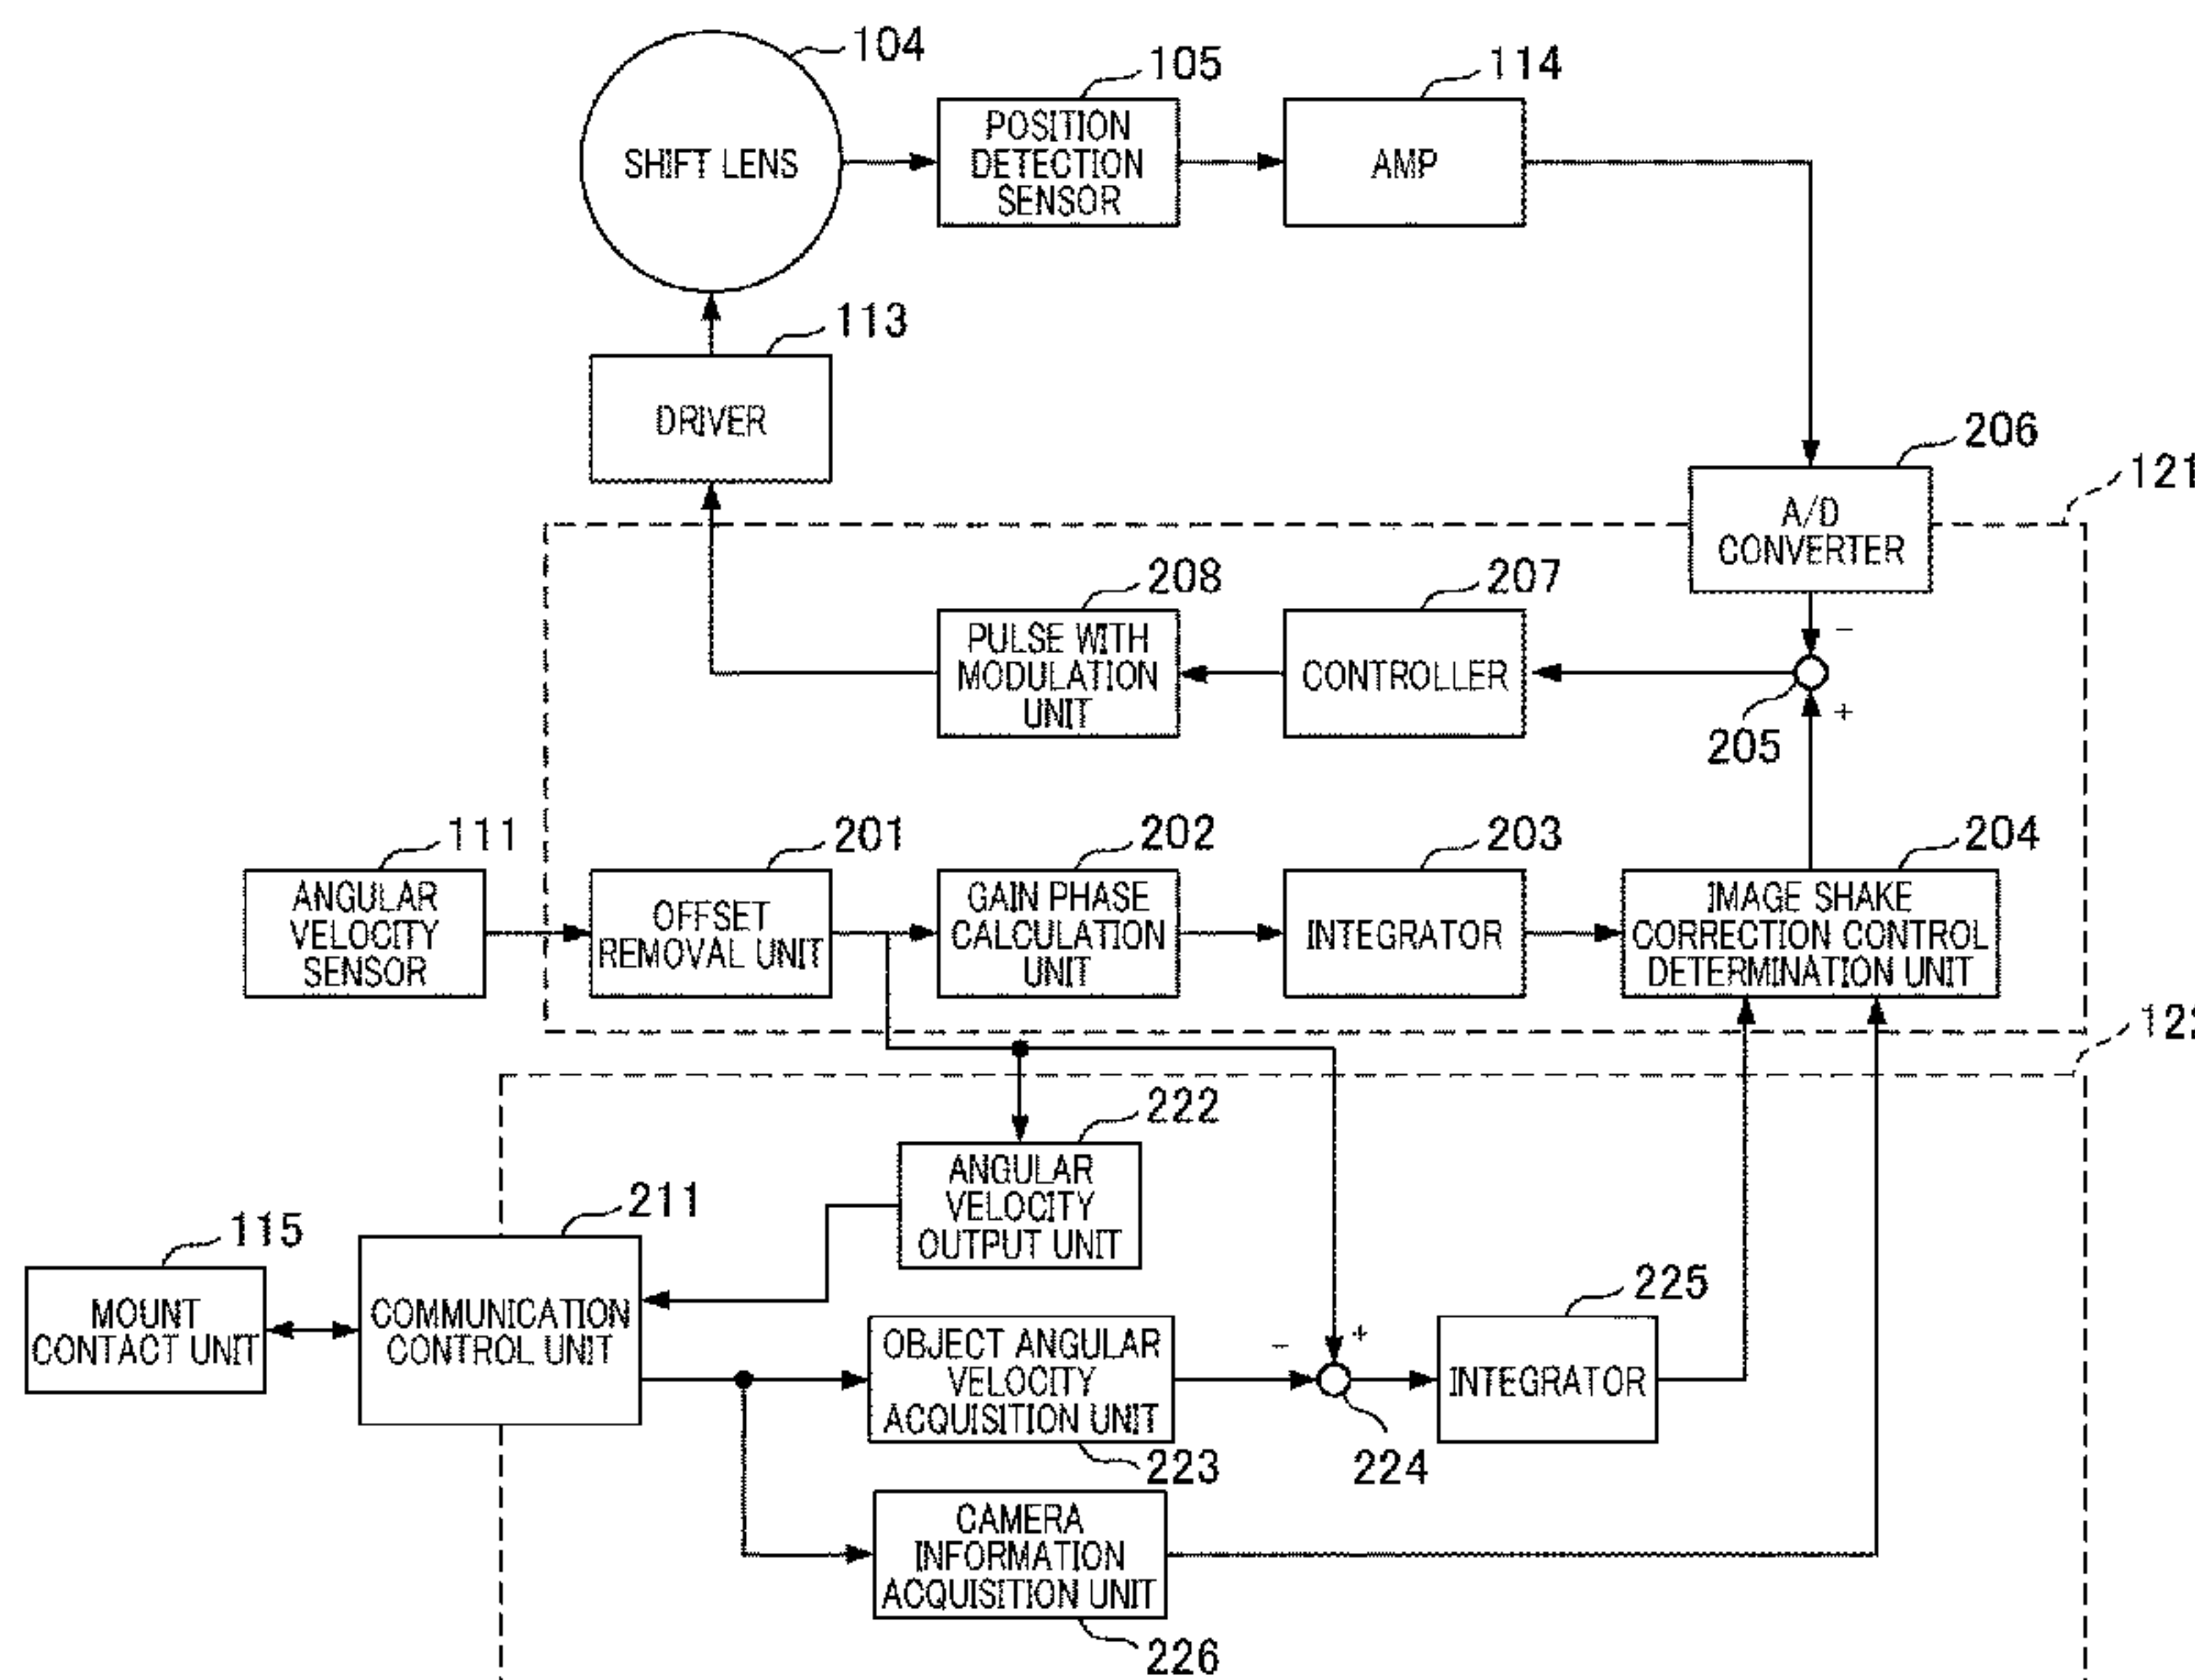 104
SHIFT LENS
105
POSITION
DETECTION
SENSOR
114
AMP
113
DRIVER
206
A/D
CONVERTER
121
208
PULSE WITH
MODULATION
UNIT
207
CONTROLLER
−
+
205
111
ANGULAR
VELOCITY
SENSOR
201
OFFSET
REMOVAL UNIT
202
GAIN PHASE
CALCULATION
UNIT
203
INTEGRATOR
204
IMAGE SHAKE
CORRECTION CONTROL
DETERMINATION UNIT
222
ANGULAR
VELOCITY
OUTPUT UNIT
115
MOUNT
CONTACT UNIT
211
COMMUNICATION
CONTROL UNIT
OBJECT ANGULAR
VELOCITY
ACQUISITION UNIT
223
−
+
224
225
INTEGRATOR
CAMERA
INFORMATION
ACQUISITION UNIT
226